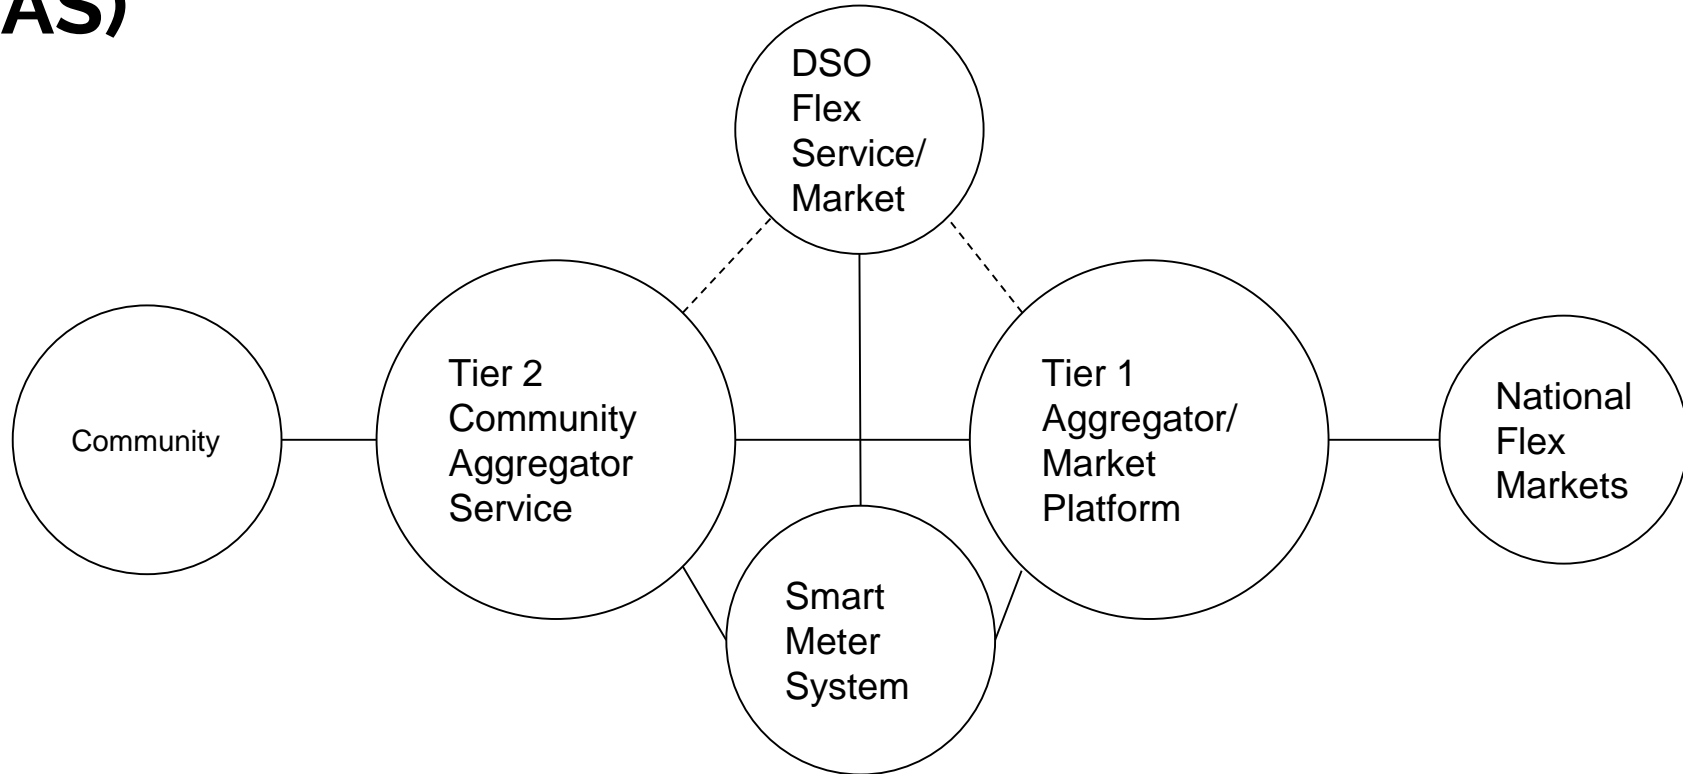 AS)
DSO
Flex
Service/
Market
Community
Tier 2
Community
Aggregator
Service
Tier 1
Aggregator/
Market
Platform
National
Flex
Markets
Smart
Meter
System